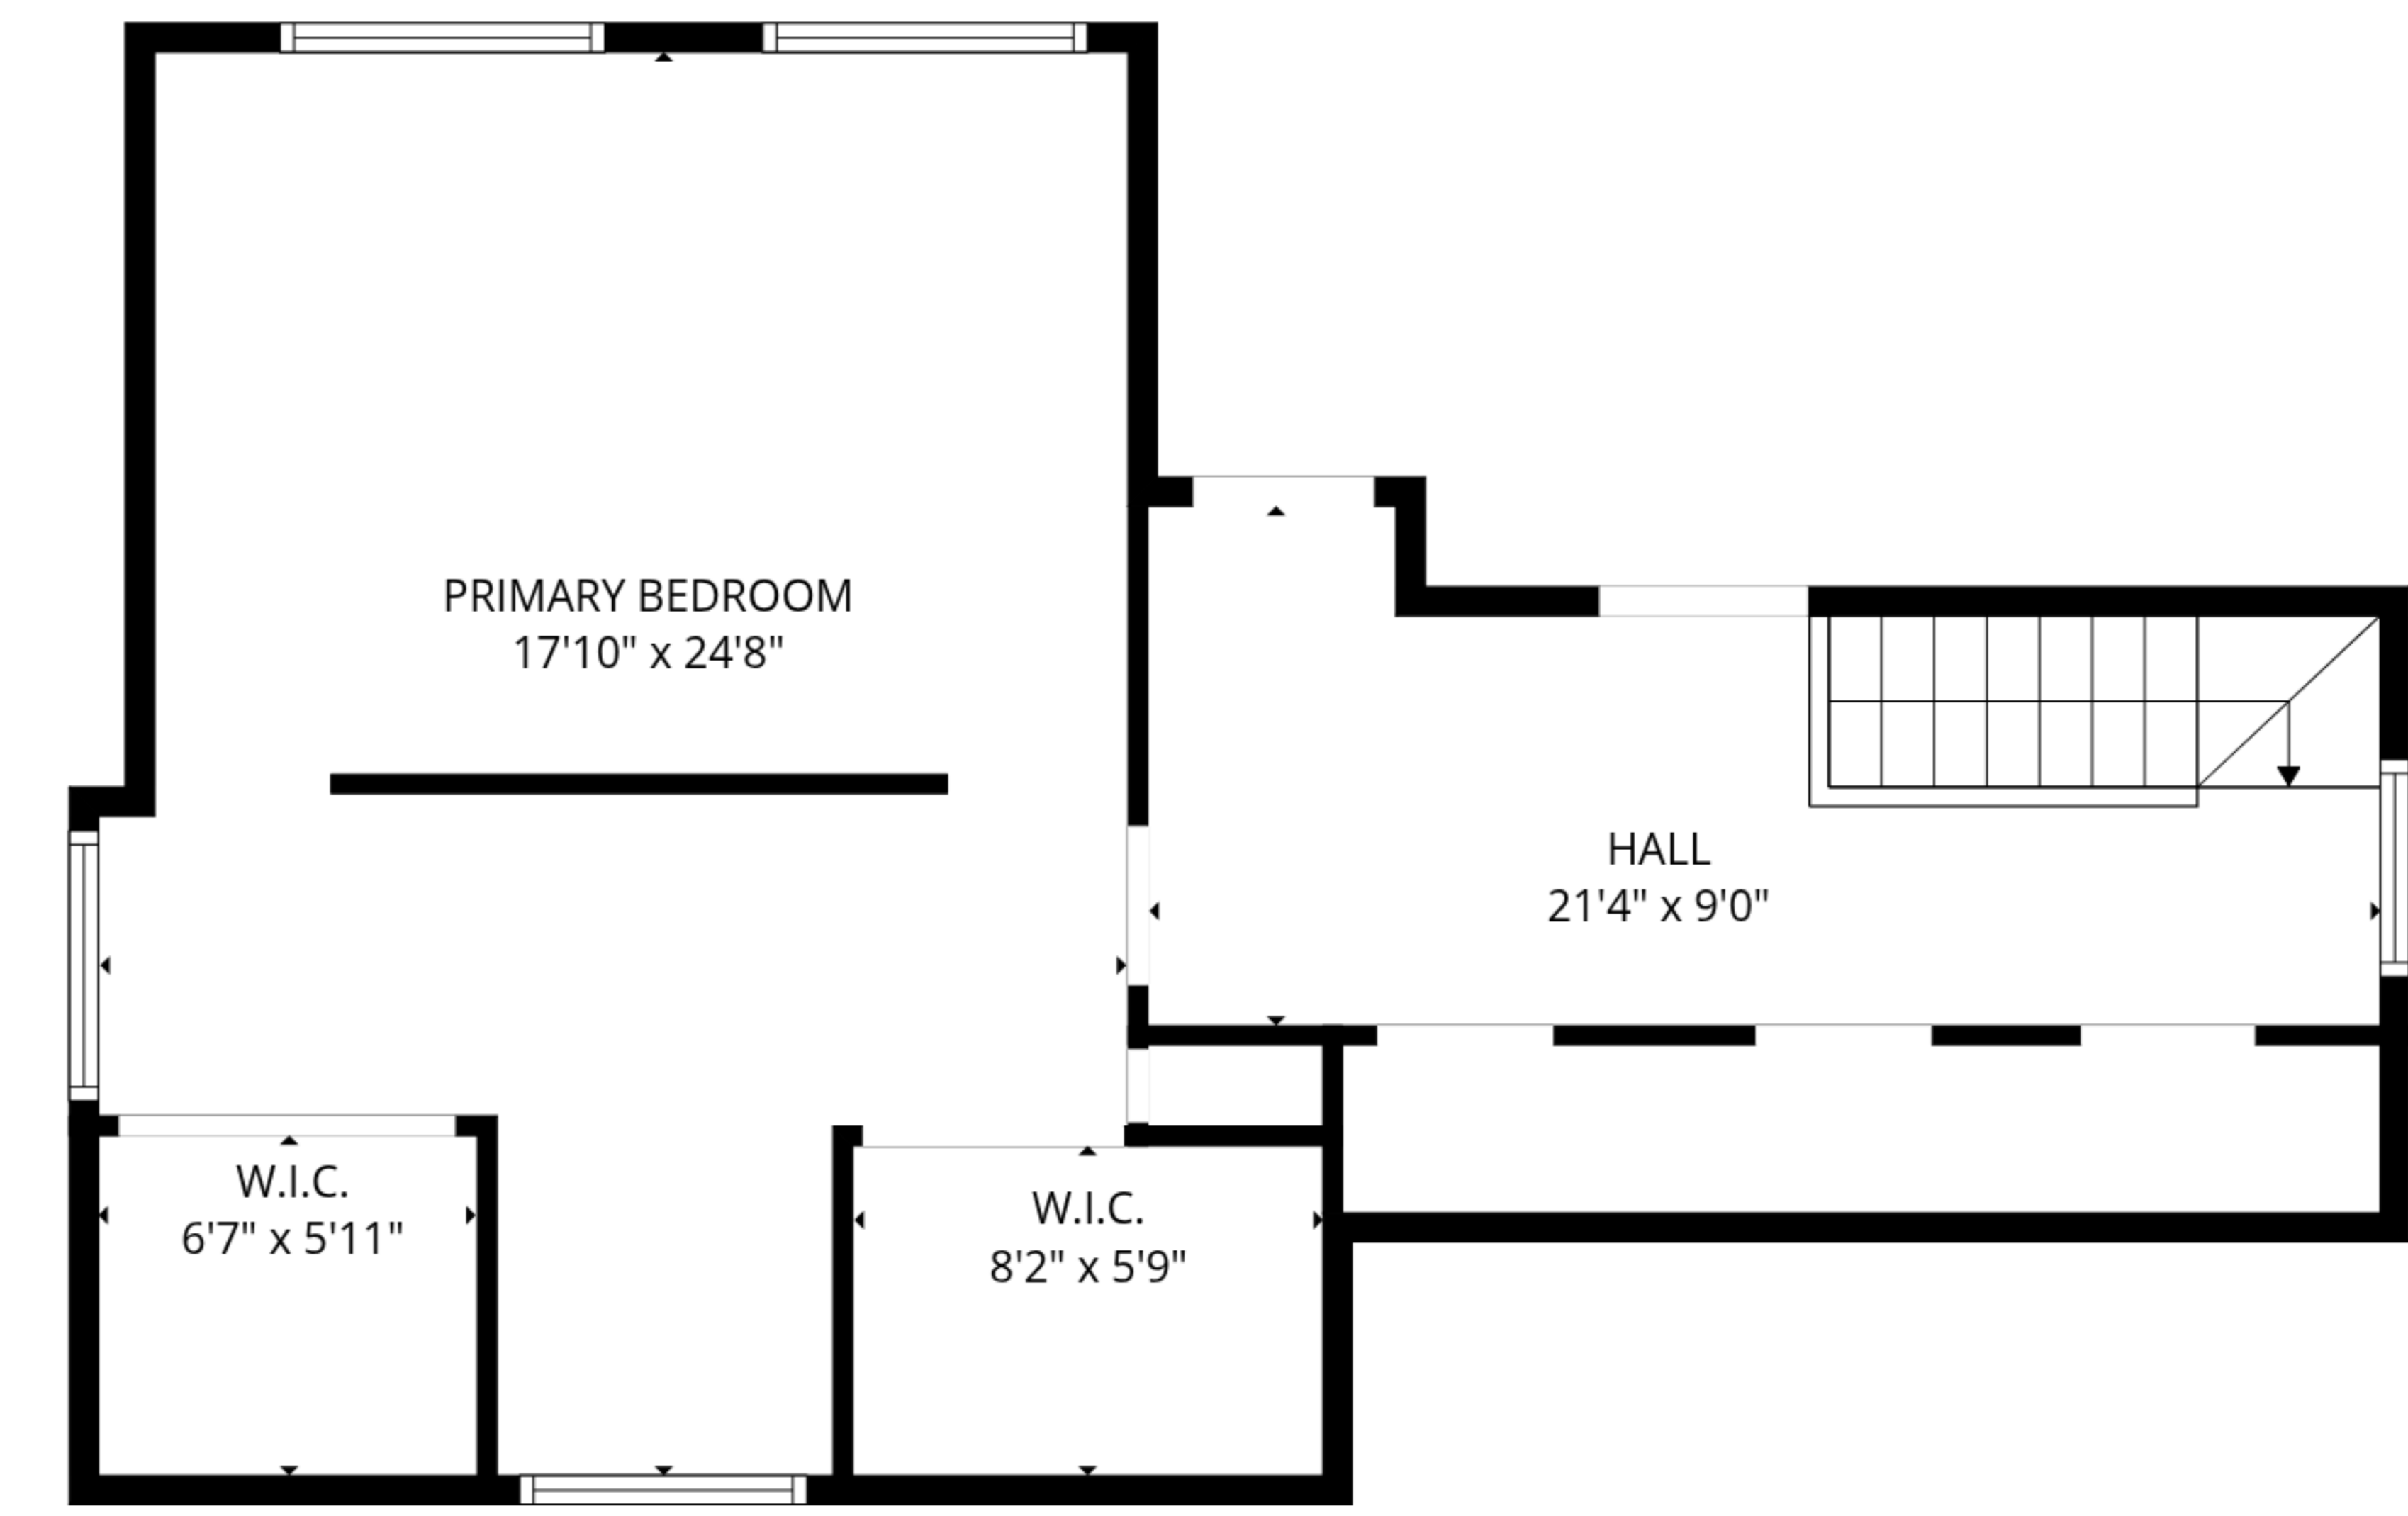 PRIMARY BEDROOM
17'10" x 24'8"
HALL
21'4" x 9'0"
W.I.C.
6'7" x 5'11"
W.I.C.
8'2" x 5'9"